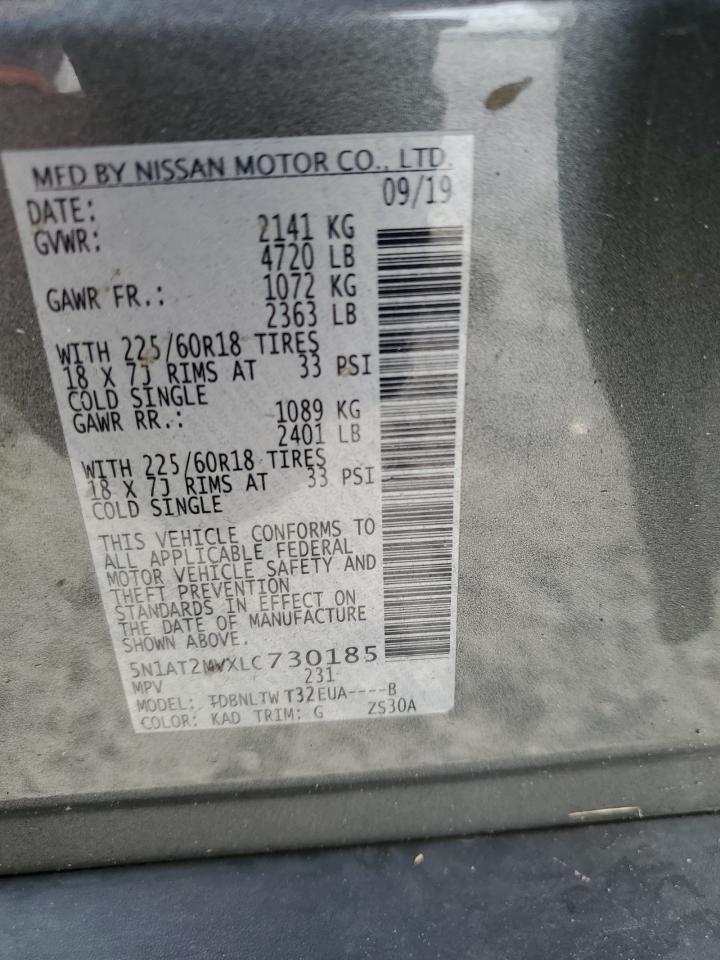 MFD BY NISSAN MOTOR CO., LTD.
DATE: 09/19
GVWR: 2141 KG
4720 LB
GAWR FR.: 1072 KG
2363 LB
WITH 225/60R18 TIRES
18 X 7J RIMS AT 33 PSI
COLD SINGLE
GAWR RR.: 1089 KG
2401 LB
WITH 225/60R18 TIRES
18 X 7J RIMS AT 33 PSI
COLD SINGLE
THIS VEHICLE CONFORMS TO
ALL APPLICABLE FEDERAL
MOTOR VEHICLE SAFETY AND
THEFT PREVENTION
STANDARDS IN EFFECT ON
THE DATE OF MANUFACTURE
SHOWN ABOVE.
5N1AT2MVXLC730185
MPV 231
MODEL: TDBNLTW T32EUA----B
COLOR: KAD TRIM: G ZS30A